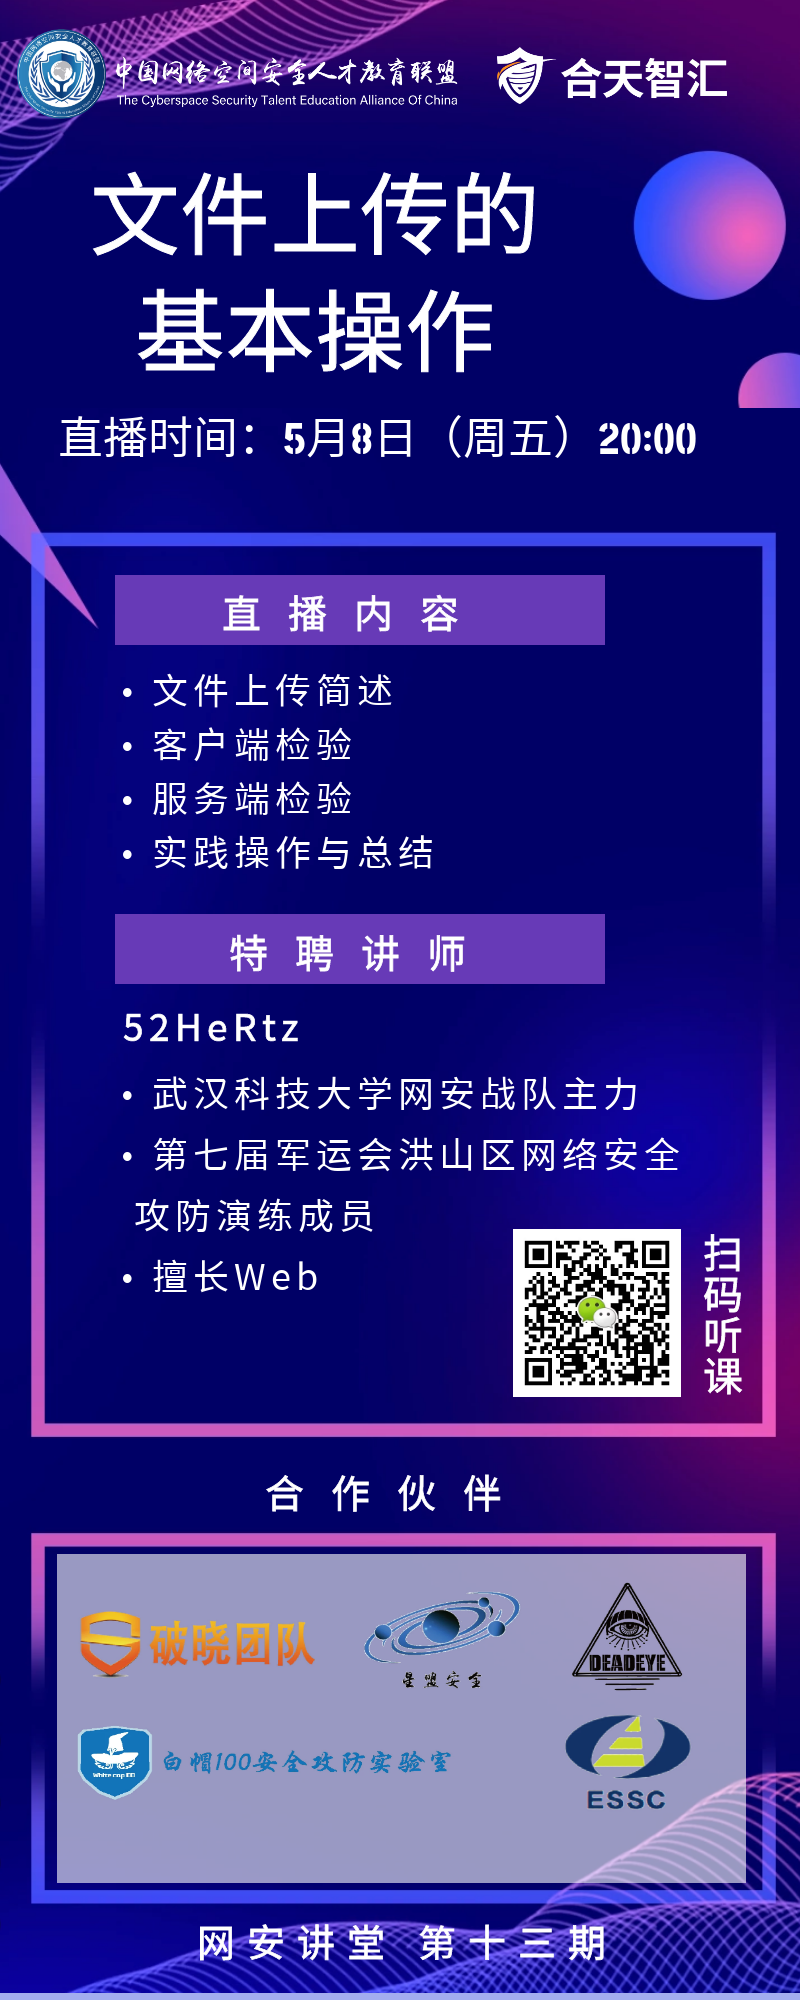 中国网络空间安全人才教育联盟
The Cyberspace Security Talent Education Alliance Of China
合天智汇
文件上传的
基本操作
直播时间：5月8日（周五）20:00
直播内容
• 文件上传简述
• 客户端检验
• 服务端检验
• 实践操作与总结
特聘讲师
52HeRtz
• 武汉科技大学网安战队主力
• 第七届军运会洪山区网络安全
攻防演练成员
• 擅长Web
扫码听课
合作伙伴
破晓团队
星盟安全
DEADEYE
白帽100安全攻防实验室
ESSC
网安讲堂 第十三期